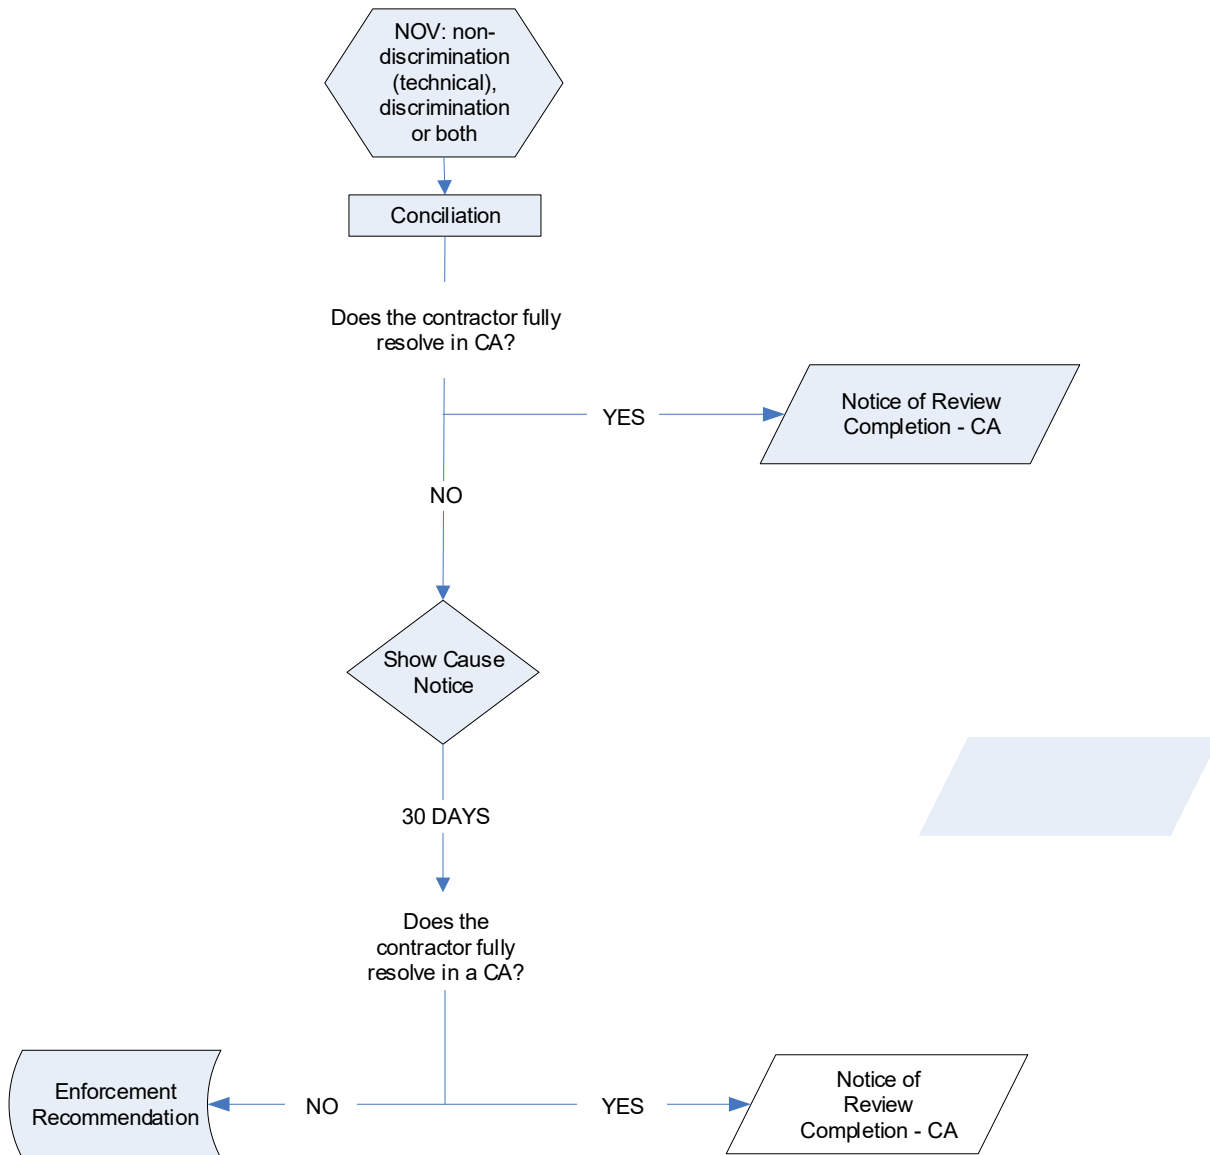 NOV: non-
discrimination
(technical),
discrimination
or both
Conciliation
Does the contractor fully
resolve in CA?
Notice of Review
Completion - CA
YES
NO
Show Cause
Notice
30 DAYS
Does the
contractor fully
resolve in a CA?
Enforcement
Recommendation
NO
YES
Notice of
Review
Completion - CA